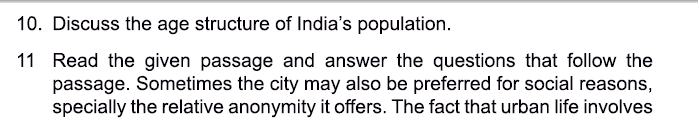 10. Discuss the age structure of India's population.
11 Read the given passage and answer the questions that follow the
passage. Sometimes the city may also be preferred for social reasons,
specially the relative anonymity it offers. The fact that urban life involves